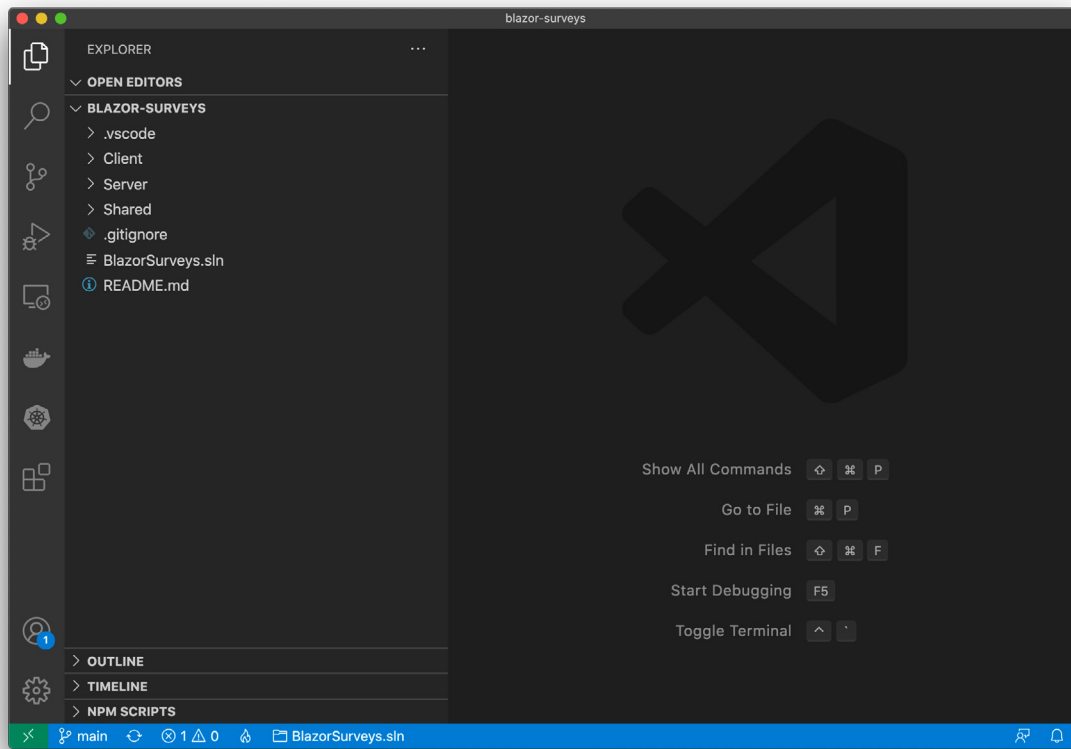 blazor-surveys
EXPLORER
OPEN EDITORS
BLAZOR-SURVEYS
.vscode
Client
Server
Shared
.gitignore
BlazorSurveys.sln
README.md
Show All Commands ⇧ ⌘ P
Go to File ⌘ P
Find in Files ⇧ ⌘ F
Start Debugging F5
Toggle Terminal ^ `
1
OUTLINE
TIMELINE
NPM SCRIPTS
main 1 0 BlazorSurveys.sln